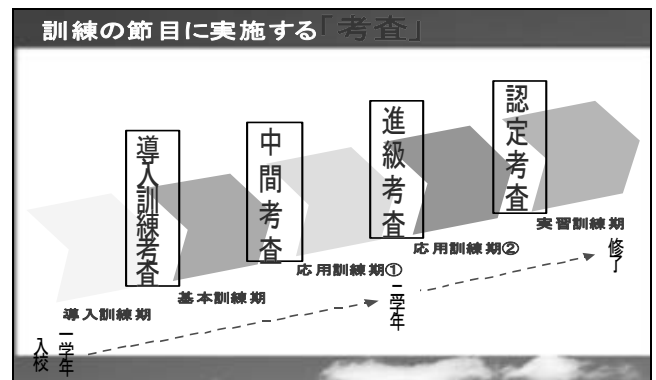 訓練の節目に実施する「考査」
導入訓練考査
中間考査
進級考査
認定考査
導入訓練期
基本訓練期
応用訓練期①
応用訓練期②
実習訓練期
入校
一学年
二学年
修了